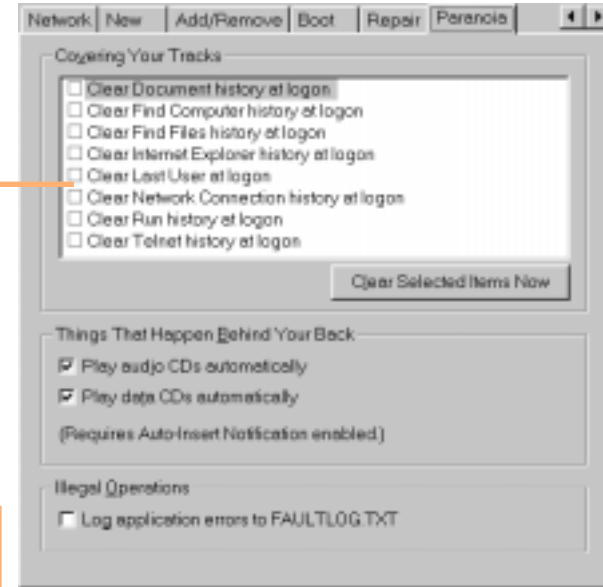 Network New Add/Remove Boot Repair Paranoia
Covering Your Tracks
Clear Document history at logon
Clear Find Computer history at logon
Clear Find Files history at logon
Clear Internet Explorer history at logon
Clear Last User at logon
Clear Network Connection history at logon
Clear Run history at logon
Clear Telnet history at logon
Clear Selected Items Now
Things That Happen Behind Your Back
Play audio CDs automatically
Play data CDs automatically
(Requires Auto-Insert Notification enabled.)
Illegal Operations
Log application errors to FAULTLOG.TXT